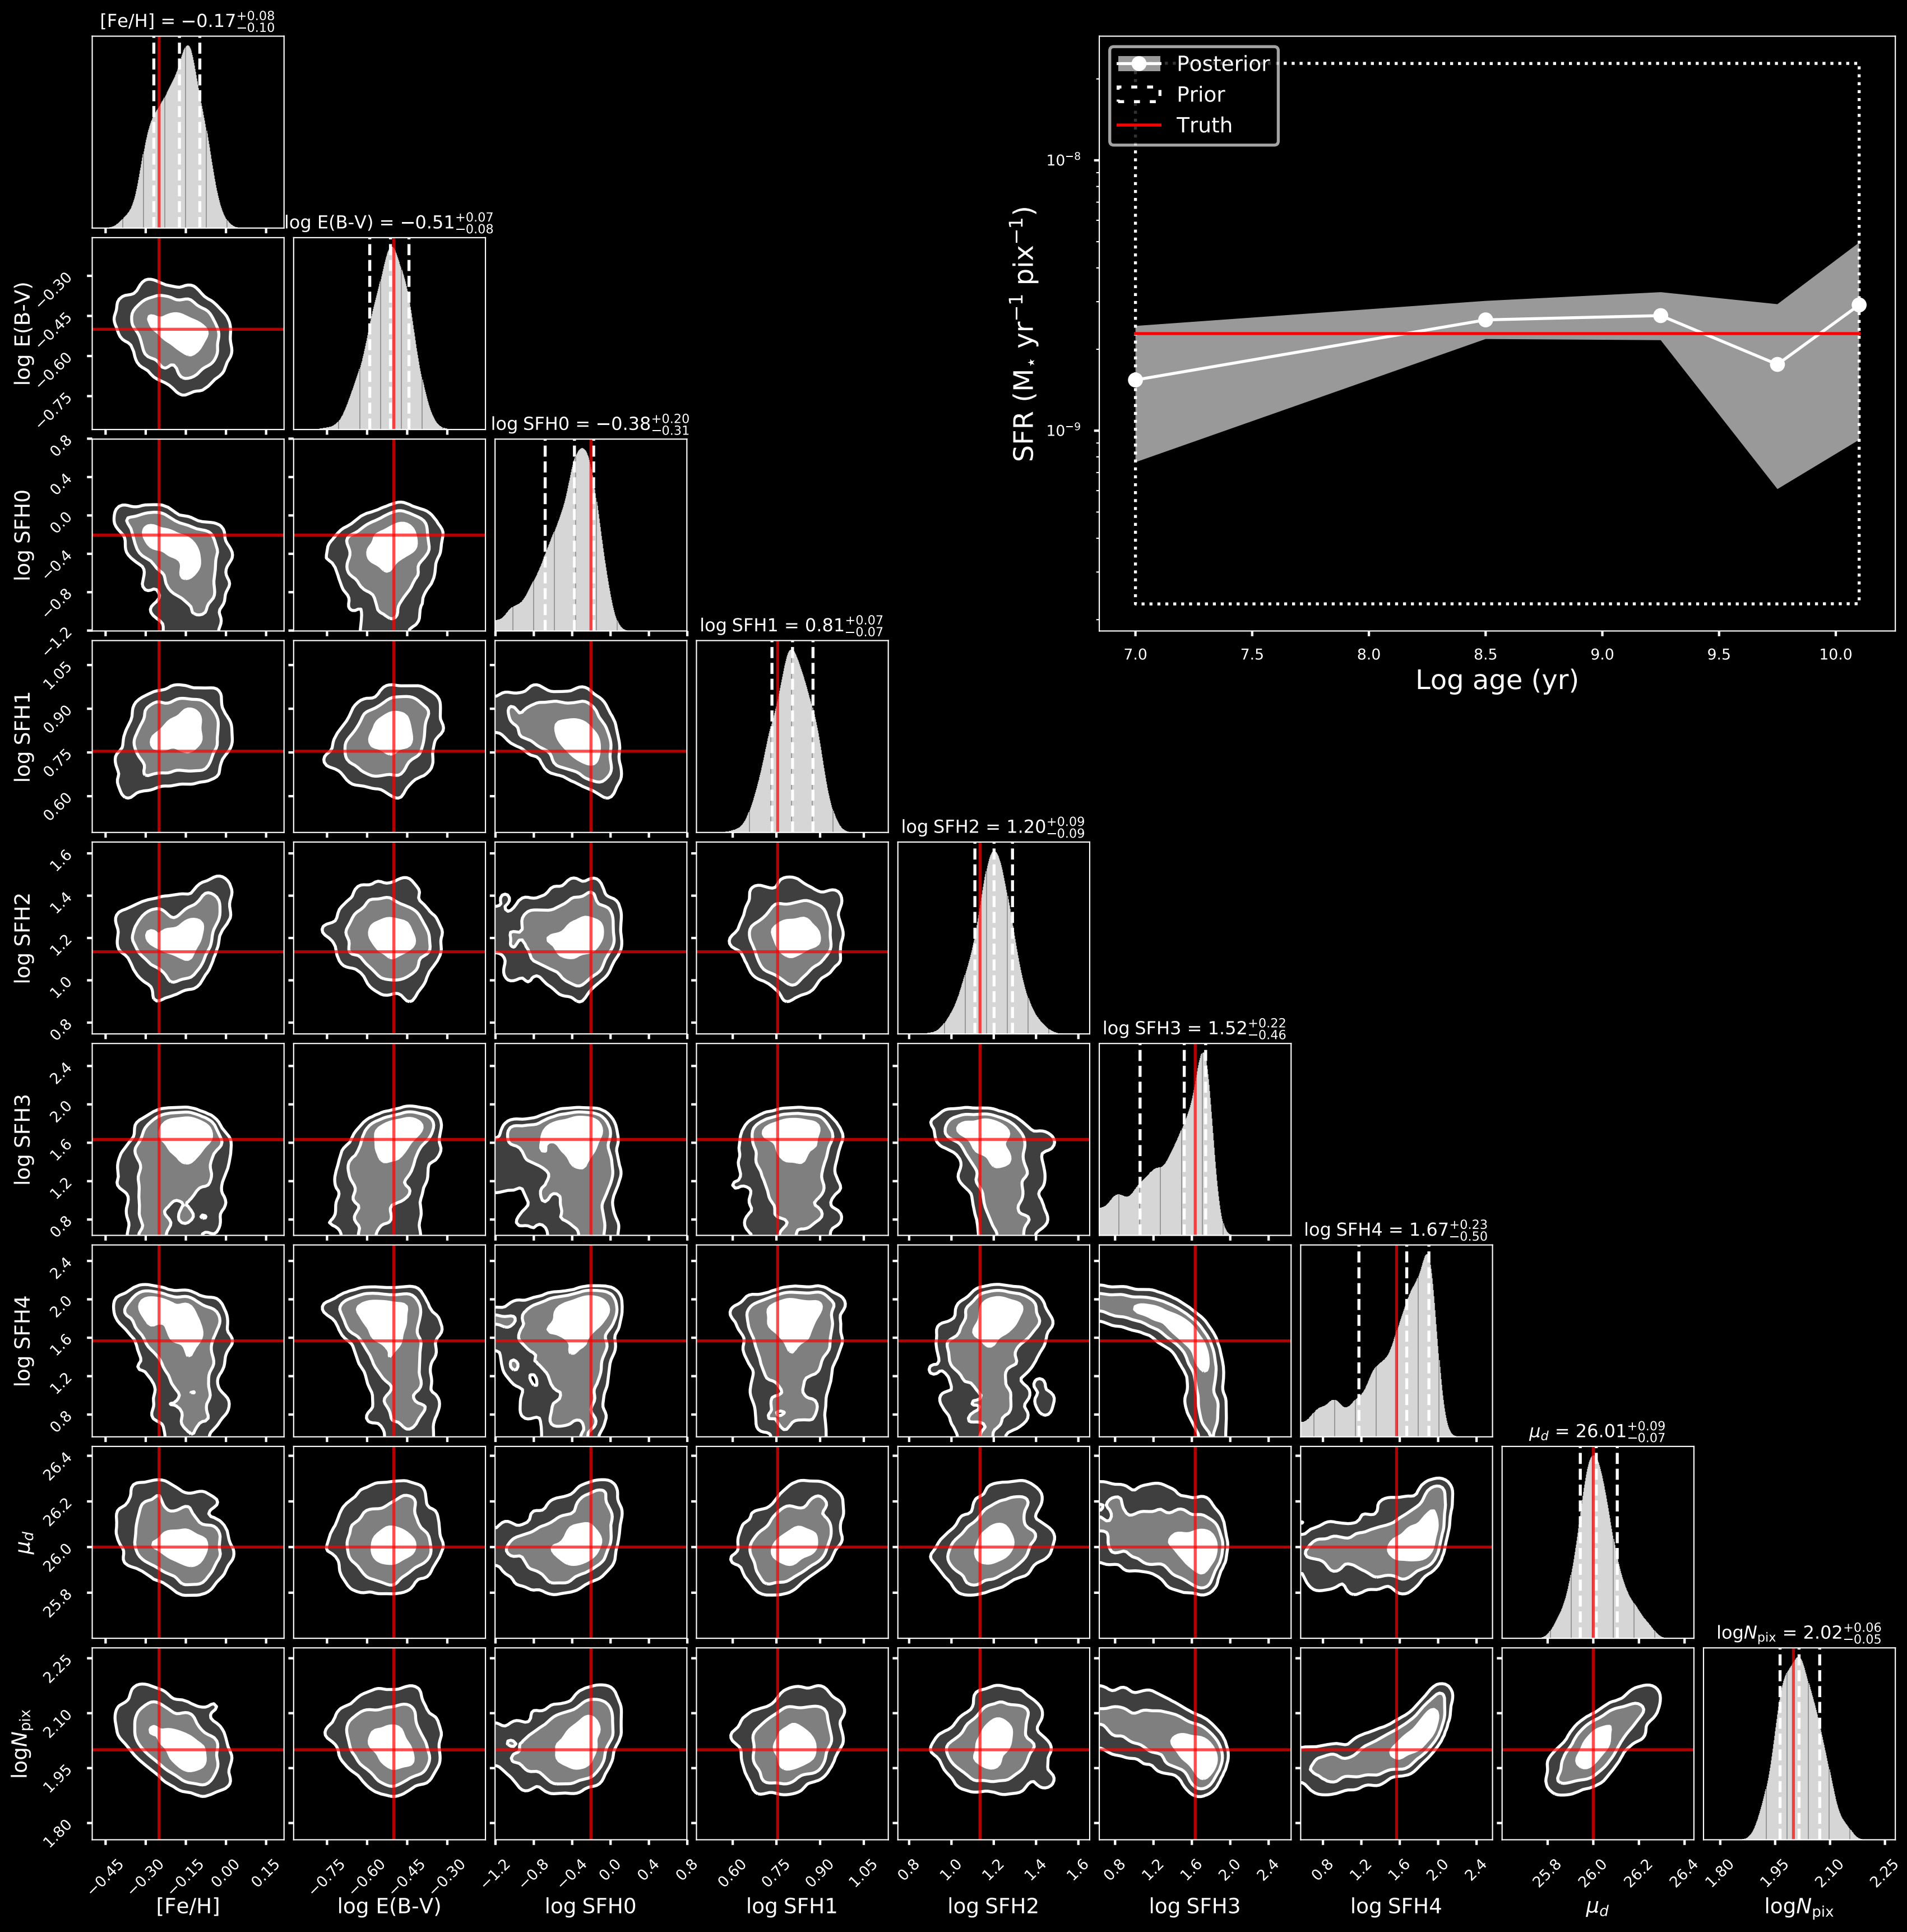 [Fe/H] = −0.17+0.08 −0.10
Posterior
Prior
Truth
10−8
10−9
SFR (M⋆ yr−1 pix−1)
7.0 7.5 8.0 8.5 9.0 9.5 10.0
Log age (yr)
log E(B-V) = −0.51+0.07 −0.08
log E(B-V)
−0.30
−0.45
−0.60
−0.75
log SFH0 = −0.38+0.20 −0.31
log SFH0
0.8
0.4
0.0
−0.4
−0.8
−1.2
log SFH1 = 0.81+0.07 −0.07
log SFH1
1.05
0.90
0.75
0.60
log SFH2 = 1.20+0.09 −0.09
log SFH2
1.6
1.4
1.2
1.0
0.8
log SFH3 = 1.52+0.22 −0.46
log SFH3
2.4
2.0
1.6
1.2
0.8
log SFH4 = 1.67+0.23 −0.50
log SFH4
2.4
2.0
1.6
1.2
0.8
μd = 26.01+0.09 −0.07
μd
26.4
26.2
26.0
25.8
logNpix = 2.02+0.06 −0.05
logNpix
2.25
2.10
1.95
1.80
−0.45 −0.30 −0.15 0.00 0.15 −0.75 −0.60 −0.45 −0.30 −1.2 −0.8 −0.4 0.0 0.4 0.8 0.60 0.75 0.90 1.05 0.8 1.0 1.2 1.4 1.6 0.8 1.2 1.6 2.0 2.4 0.8 1.2 1.6 2.0 2.4 25.8 26.0 26.2 26.4 1.80 1.95 2.10 2.25
[Fe/H] log E(B-V) log SFH0 log SFH1 log SFH2 log SFH3 log SFH4 μd logNpix